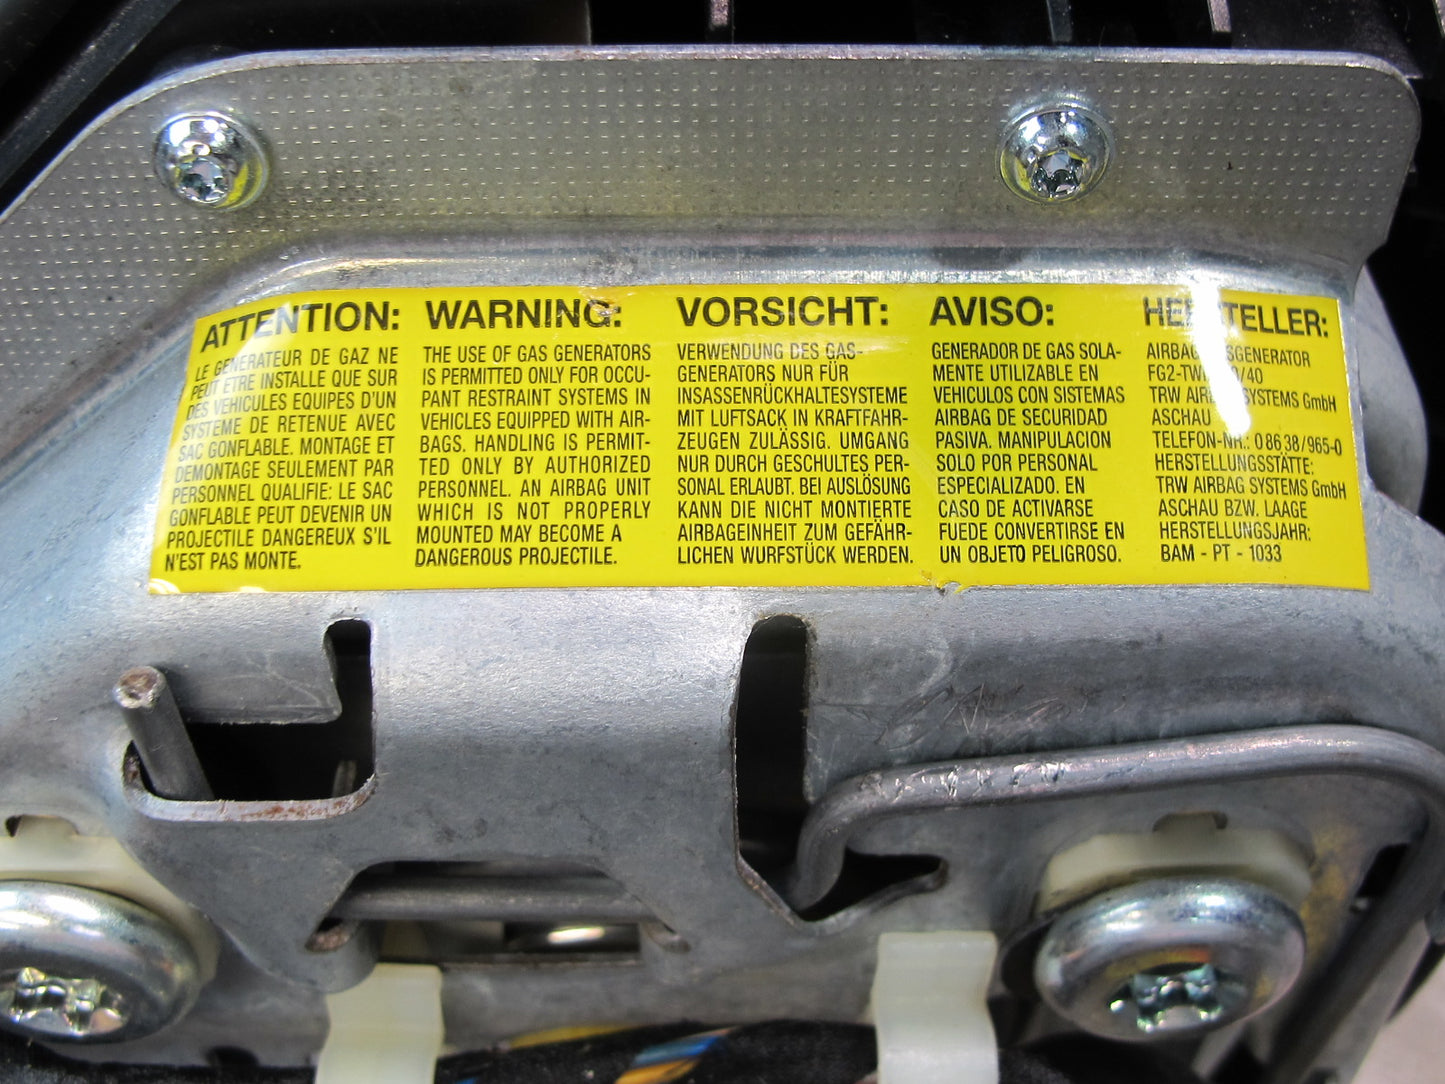 ATTENTION:
LE GENERATEUR DE GAZ NE
PEUT ETRE INSTALLE QUE SUR
DES VEHICULES EQUIPES D'UN
SYSTEME DE RETENUE AVEC
SAC GONFLABLE. MONTAGE ET
DEMONTAGE SEULEMENT PAR
PERSONNEL QUALIFIE: LE SAC
GONFLABLE PEUT DEVENIR UN
PROJECTILE DANGEREUX S'IL
N'EST PAS MONTE.
WARNING:
THE USE OF GAS GENERATORS
IS PERMITTED ONLY FOR OCCU-
PANT RESTRAINT SYSTEMS IN
VEHICLES EQUIPPED WITH AIR-
BAGS. HANDLING IS PERMIT-
TED ONLY BY AUTHORIZED
PERSONNEL. AN AIRBAG UNIT
WHICH IS NOT PROPERLY
MOUNTED MAY BECOME A
DANGEROUS PROJECTILE.
VORSICHT:
VERWENDUNG DES GAS-
GENERATORS NUR FÜR
INSASSENRÜCKHALTESYSTEME
MIT LUFTSACK IN KRAFTFAHR-
ZEUGEN ZULÄSSIG. UMGANG
NUR DURCH GESCHULTES PER-
SONAL ERLAUBT. BEI AUSLÖSUNG
KANN DIE NICHT MONTIERTE
AIRBAGEINHEIT ZUM GEFÄHR-
LICHEN WURFSTÜCK WERDEN.
AVISO:
GENERADOR DE GAS SOLA-
MENTE UTILIZABLE EN
VEHICULOS CON SISTEMAS
AIRBAG DE SEGURIDAD
PASIVA. MANIPULACION
SOLO POR PERSONAL
ESPECIALIZADO. EN
CASO DE ACTIVARSE
FUEDE CONVERTIRSE EN
UN OBJETO PELIGROSO.
HERSTELLER:
AIRBAG GASGENERATOR
TRW AIRBAG SYSTEMS GmbH
ASCHAU
TELEFON-NR.: 0 86 38/965-0
HERSTELLUNGSSTÄTTE:
TRW AIRBAG SYSTEMS GmbH
ASCHAU BZW. LAAGE
HERSTELLUNGSJAHR:
BAM - PT - 1033